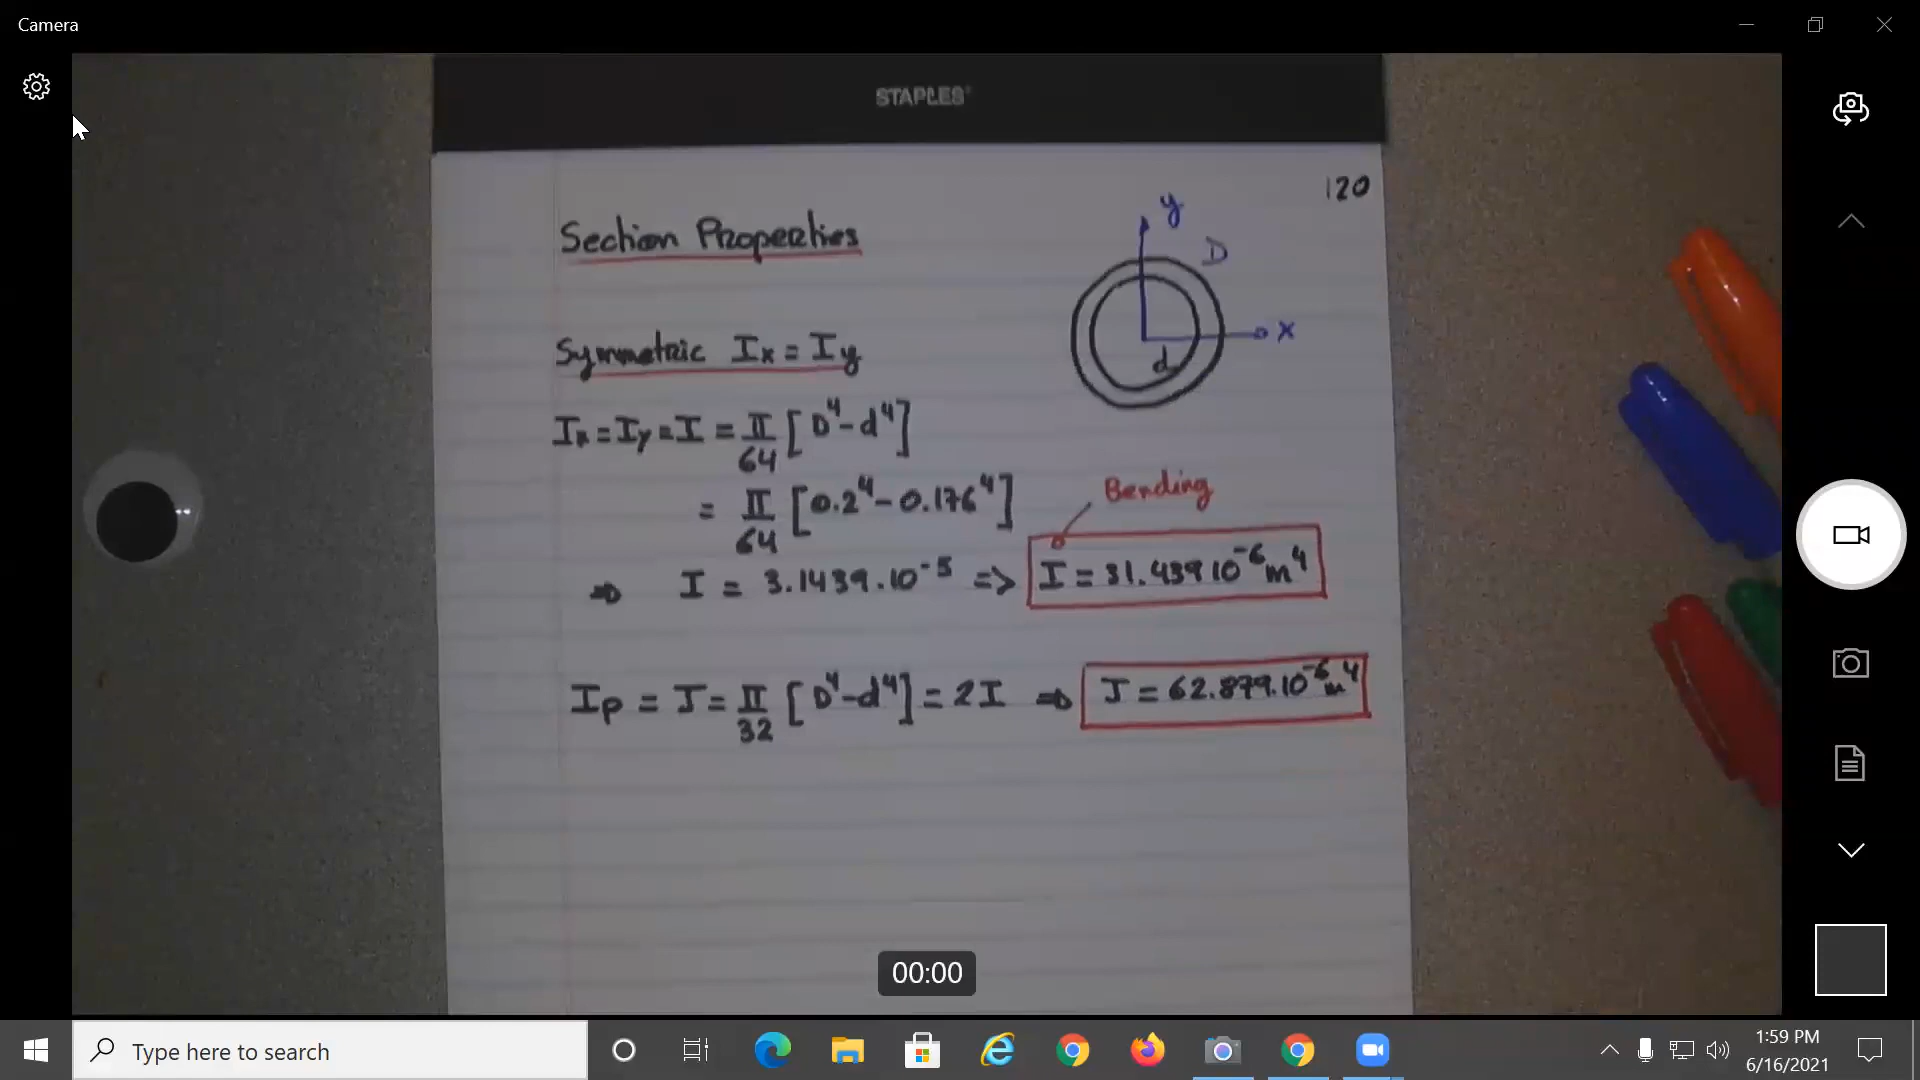 Camera
STAPLES
120
Section Properties
y
D
x
d
Symmetric Ix = Iy
Ix = Iy = I = π/64 [D⁴-d⁴]
= π/64 [0.2⁴-0.176⁴]
Bending
⇒ I = 3.1439.10⁻⁵ => I = 31.439 10⁻⁶ m⁴
Ip = J = π/32 [D⁴-d⁴] = 2I ⇒ J = 62.879.10⁻⁶ m⁴
00:00
Type here to search
1:59 PM
6/16/2021